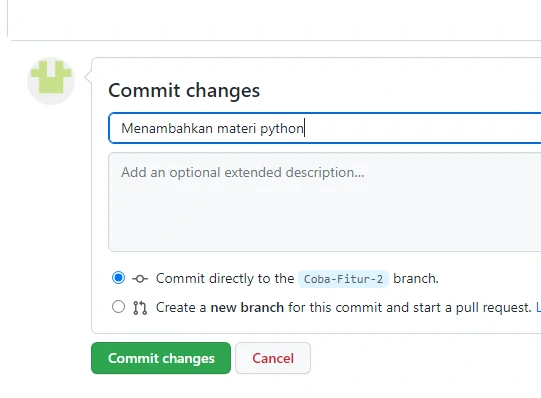 Commit changes
Menambahkan materi python
Add an optional extended description...
Commit directly to the Coba-Fitur-2 branch.
Create a new branch for this commit and start a pull request. L
Commit changes Cancel